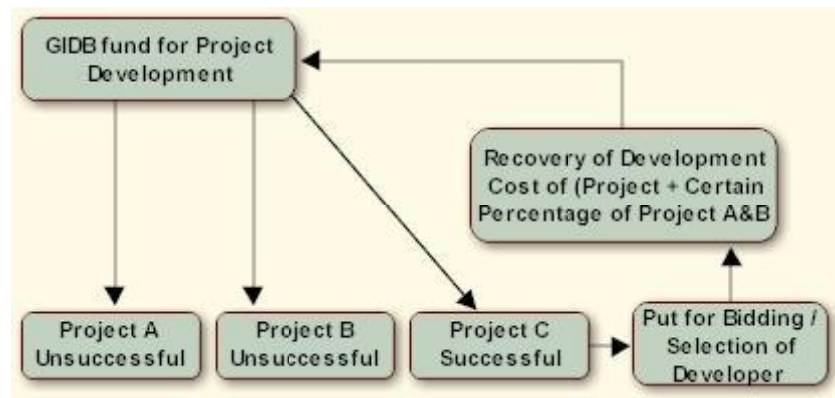 GIDB fund for Project
Development
Recovery of Development
Cost of (Project + Certain
Percentage of Project A&B
Project A
Unsuccessful
Project B
Unsuccessful
Project C
Successful
Put for Bidding /
Selection of
Developer